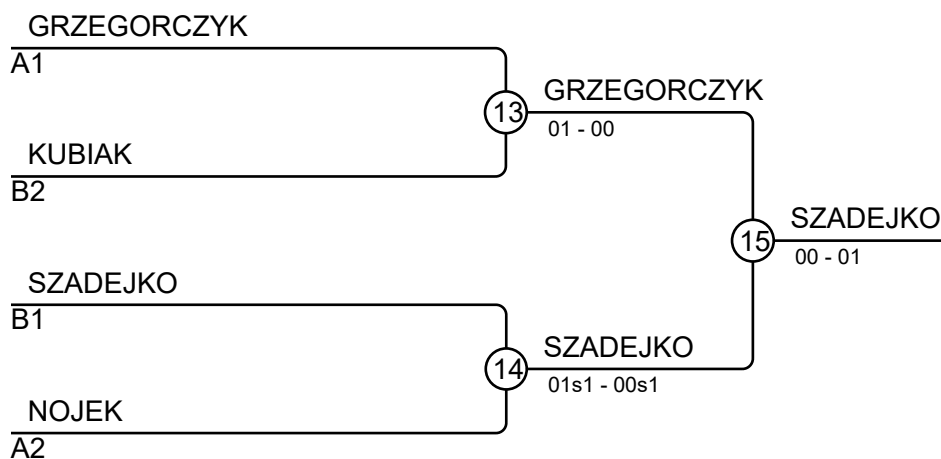 GRZEGORCZYK
A1
13
GRZEGORCZYK
01 - 00
KUBIAK
B2
15
SZADEJKO
00 - 01
SZADEJKO
B1
14
SZADEJKO
01s1 - 00s1
NOJEK
A2